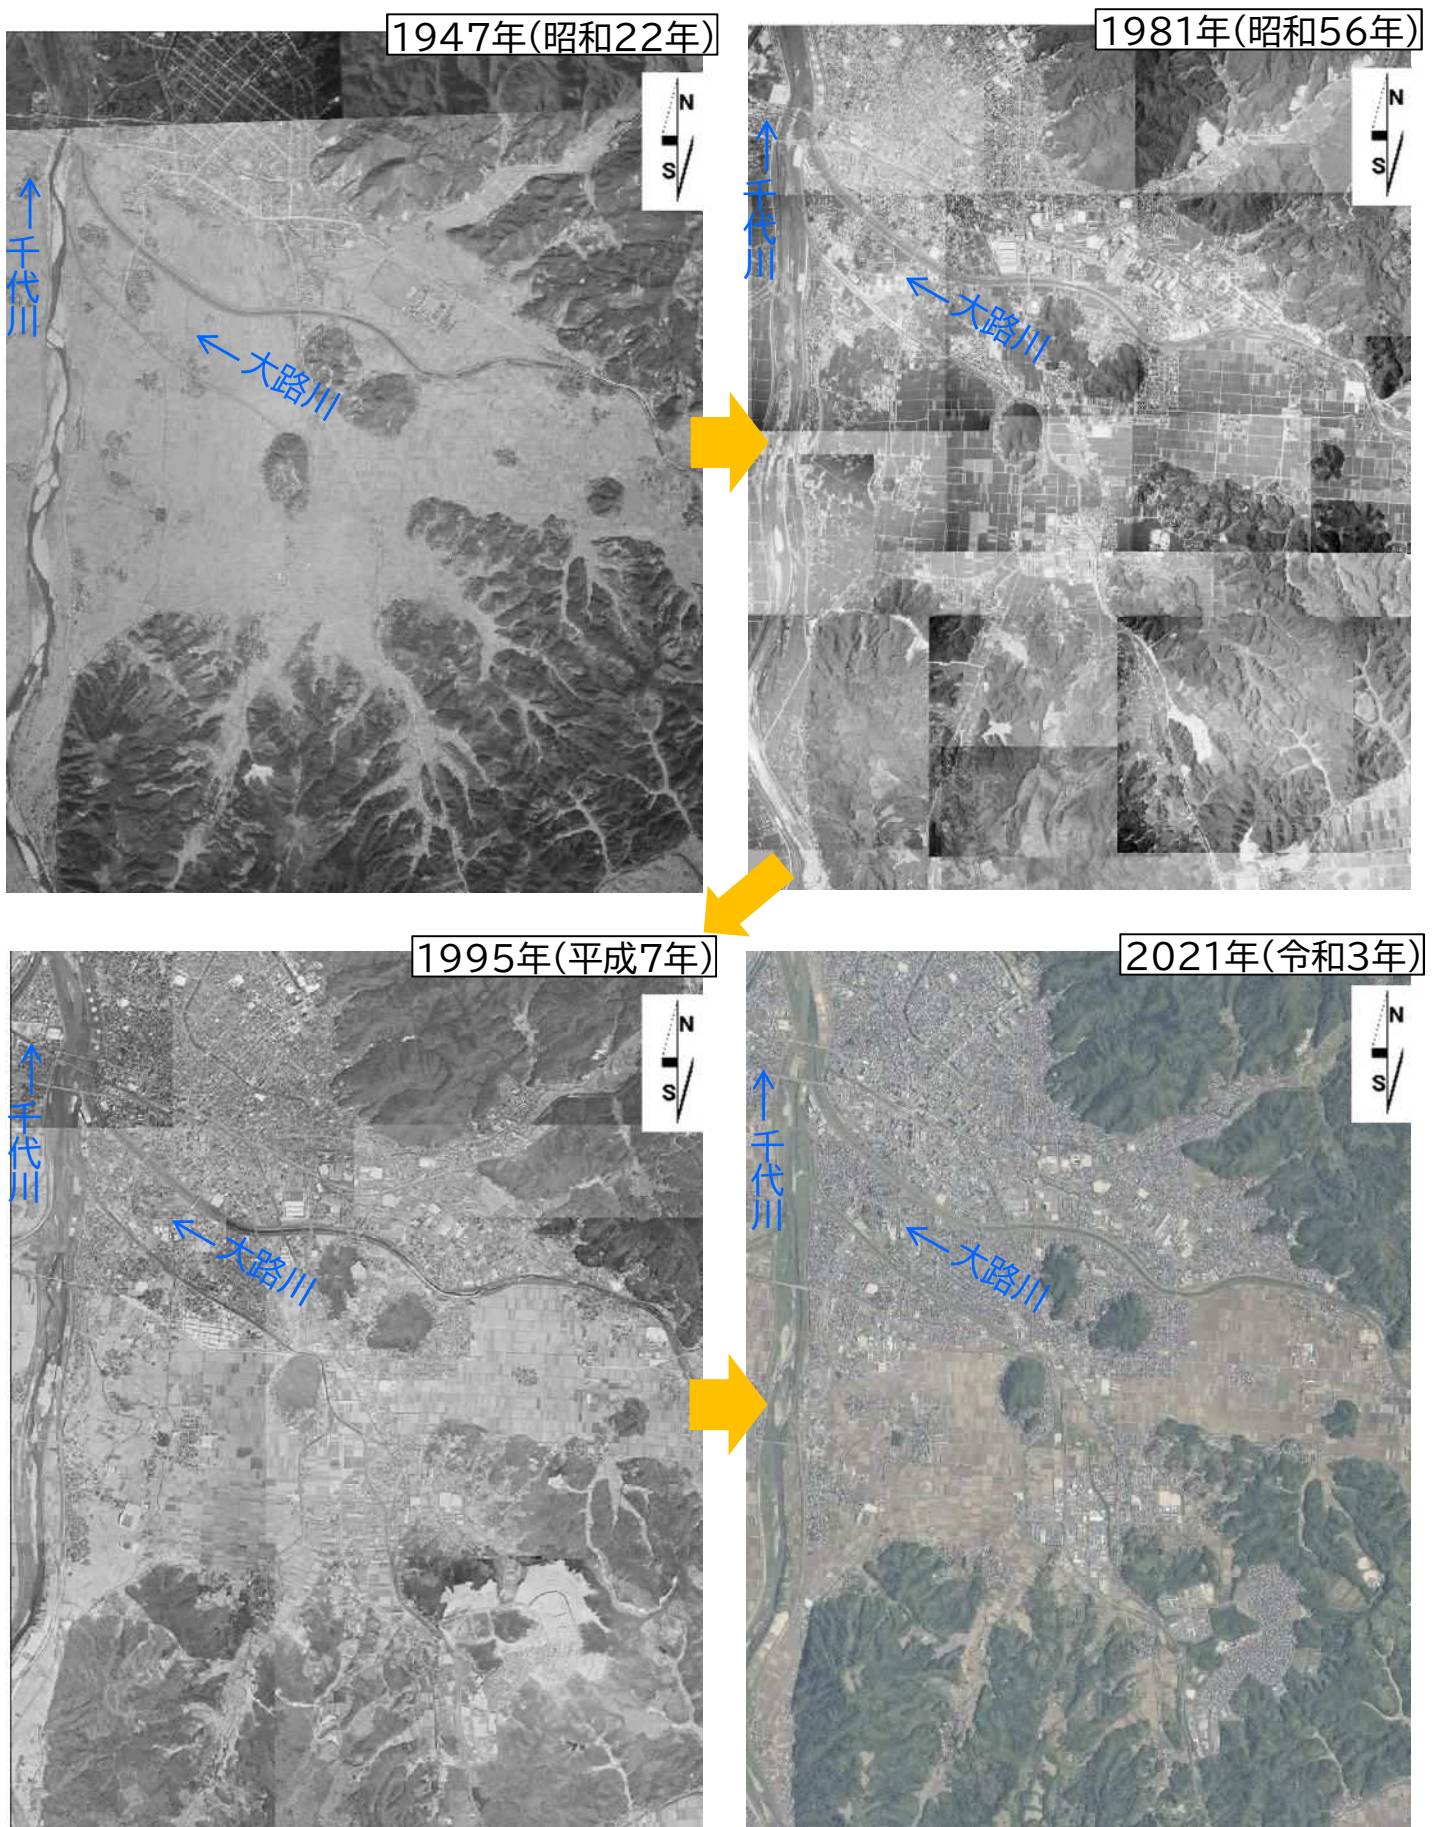 1947年(昭和22年)
N
S
千代川
大路川
1981年(昭和56年)
N
S
千代川
大路川
1995年(平成7年)
N
S
千代川
大路川
2021年(令和3年)
N
S
千代川
大路川